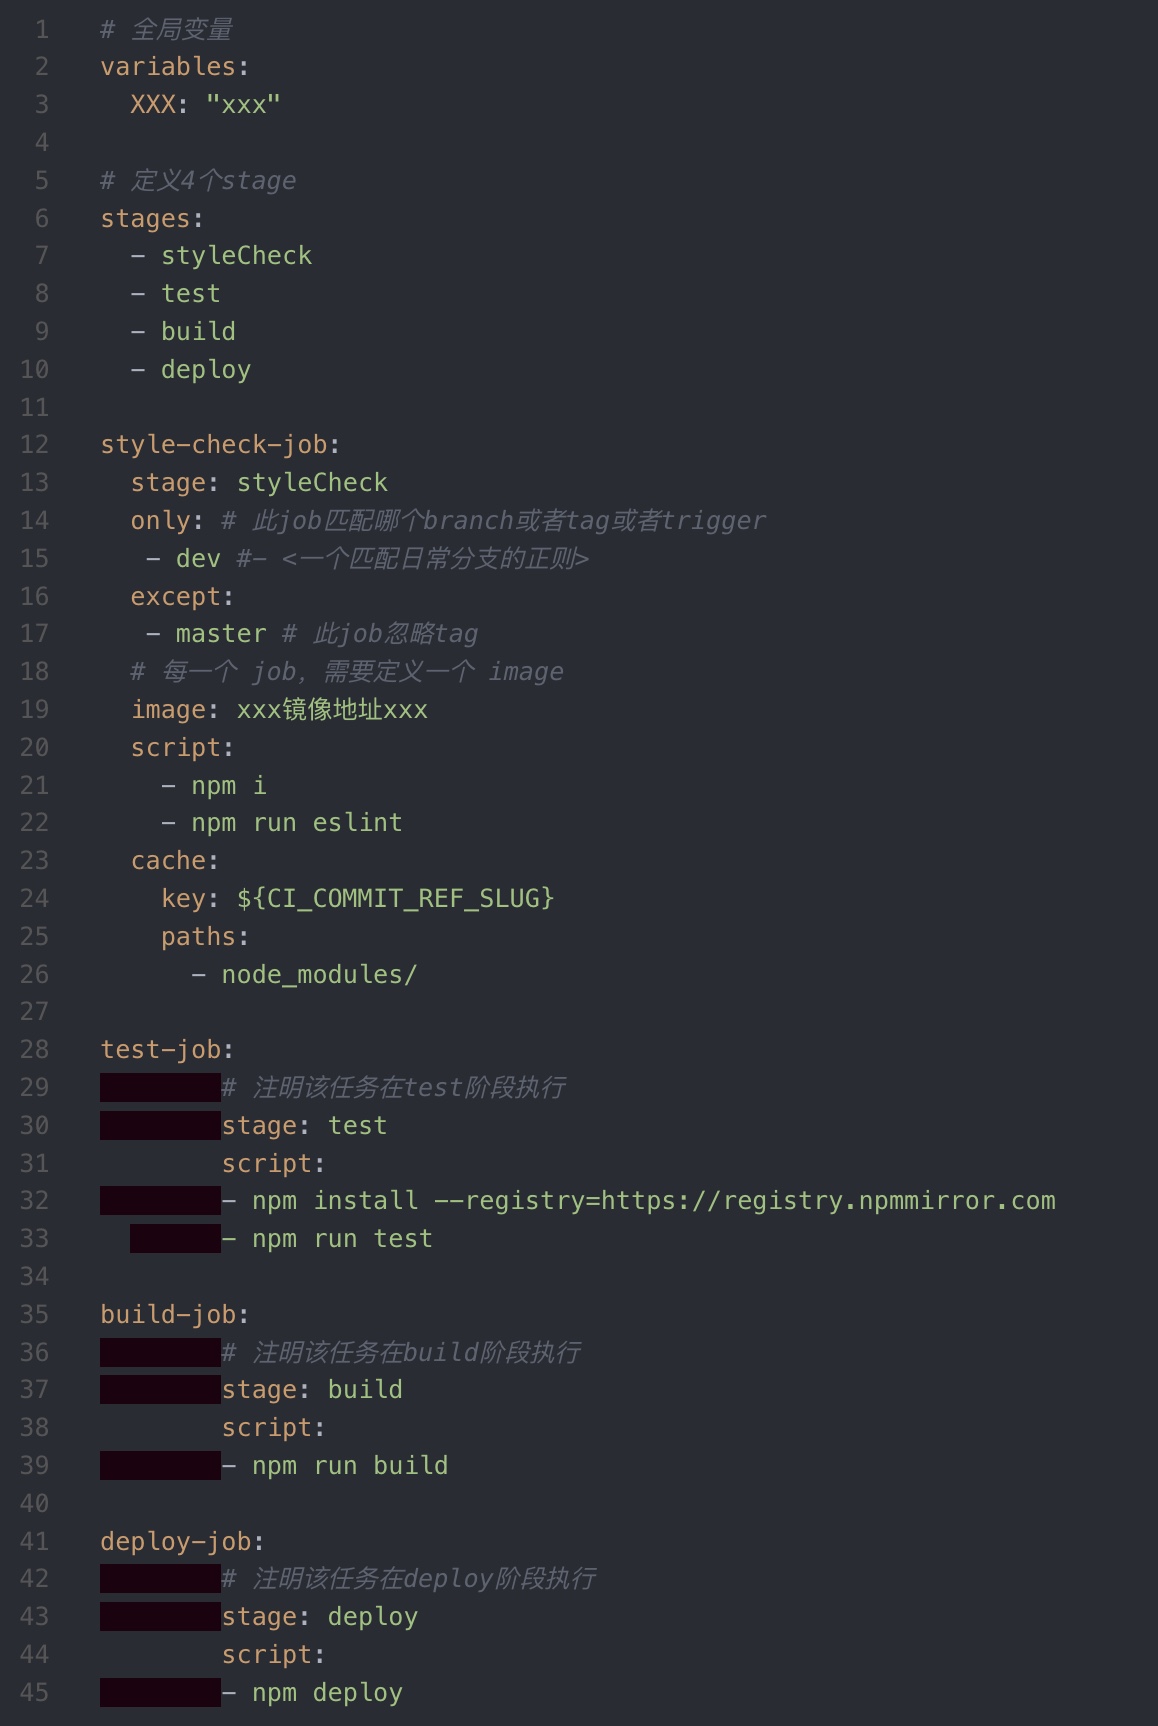 1 # 全局变量
2 variables:
3   XXX: "xxx"
4
5 # 定义4个stage
6 stages:
7   - styleCheck
8   - test
9   - build
10   - deploy
11
12 style-check-job:
13   stage: styleCheck
14   only: # 此job匹配哪个branch或者tag或者trigger
15    - dev #- <一个匹配日常分支的正则>
16   except:
17    - master # 此job忽略tag
18   # 每一个 job, 需要定义一个 image
19   image: xxx镜像地址xxx
20   script:
21     - npm i
22     - npm run eslint
23   cache:
24     key: ${CI_COMMIT_REF_SLUG}
25     paths:
26       - node_modules/
27
28 test-job:
29         # 注明该任务在test阶段执行
30         stage: test
31         script:
32         - npm install --registry=https://registry.npmmirror.com
33         - npm run test
34
35 build-job:
36         # 注明该任务在build阶段执行
37         stage: build
38         script:
39         - npm run build
40
41 deploy-job:
42         # 注明该任务在deploy阶段执行
43         stage: deploy
44         script:
45         - npm deploy